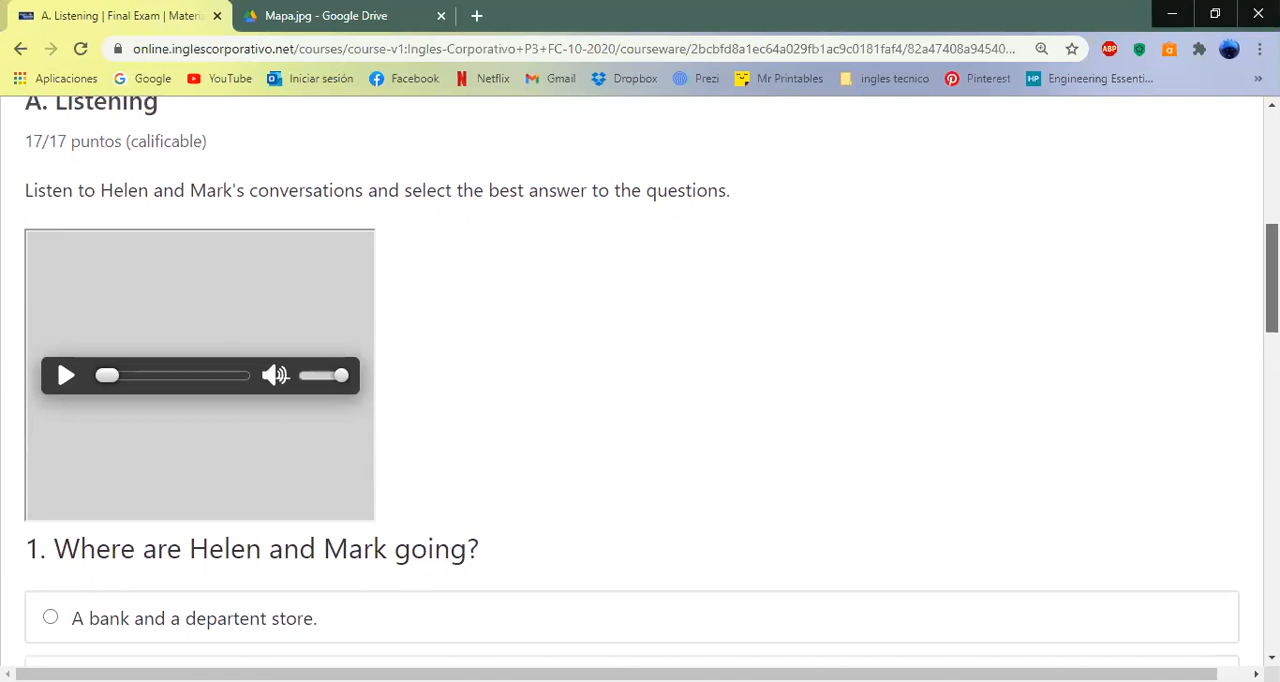 A. Listening | Final Exam | Materia
Mapa.jpg - Google Drive
online.inglescorporativo.net/courses/course-v1:Ingles-Corporativo+P3+FC-10-2020/courseware/2bcbfd8a1ec64a029fb1ac9c0181faf4/82a47408a94540...
ABP
Aplicaciones
Google
YouTube
Iniciar sesión
Facebook
Netflix
Gmail
Dropbox
Prezi
Mr Printables
ingles tecnico
Pinterest
HP
Engineering Essenti...
»
A. Listening
17/17 puntos (calificable)
Listen to Helen and Mark's conversations and select the best answer to the questions.
1. Where are Helen and Mark going?
A bank and a departent store.